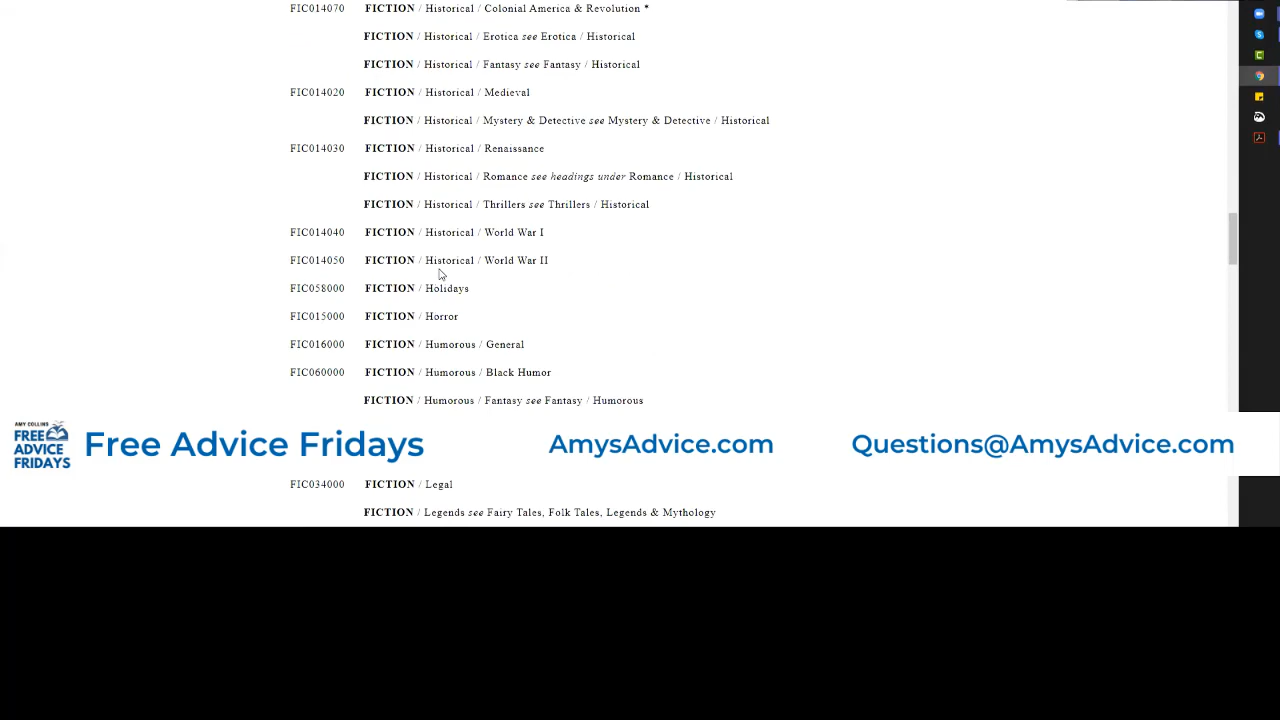 FIC014070 FICTION / Historical / Colonial America & Revolution *
FICTION / Historical / Erotica see Erotica / Historical
FICTION / Historical / Fantasy see Fantasy / Historical
FIC014020 FICTION / Historical / Medieval
FICTION / Historical / Mystery & Detective see Mystery & Detective / Historical
FIC014030 FICTION / Historical / Renaissance
FICTION / Historical / Romance see headings under Romance / Historical
FICTION / Historical / Thrillers see Thrillers / Historical
FIC014040 FICTION / Historical / World War I
FIC014050 FICTION / Historical / World War II
FIC058000 FICTION / Holidays
FIC015000 FICTION / Horror
FIC016000 FICTION / Humorous / General
FIC060000 FICTION / Humorous / Black Humor
FICTION / Humorous / Fantasy see Fantasy / Humorous
AMY COLLINS
FREE
ADVICE
FRIDAYS
Free Advice Fridays AmysAdvice.com Questions@AmysAdvice.com
FIC034000 FICTION / Legal
FICTION / Legends see Fairy Tales, Folk Tales, Legends & Mythology